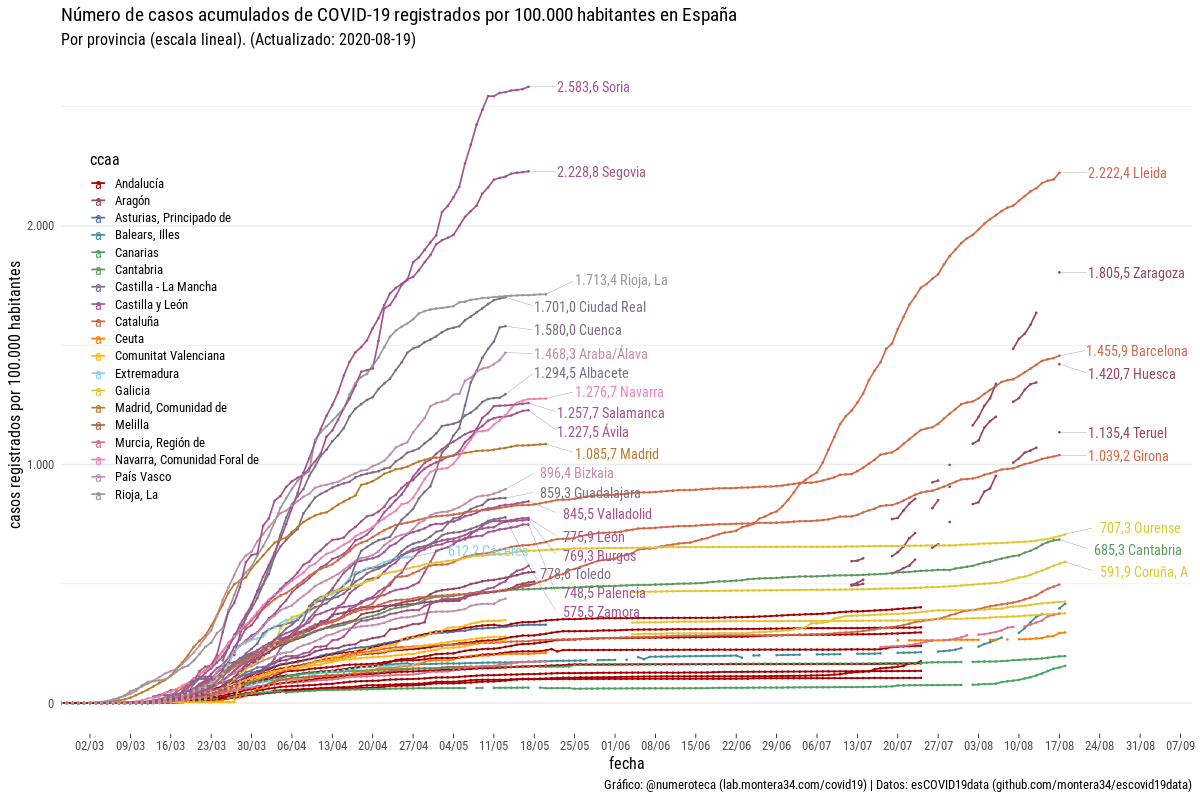 Número de casos acumulados de COVID-19 registrados por 100.000 habitantes en España
Por provincia (escala lineal). (Actualizado: 2020-08-19)
casos registrados por 100.000 habitantes
2.000
1.000
0
ccaa
Andalucía
Aragón
Asturias, Principado de
Balears, Illes
Canarias
Cantabria
Castilla - La Mancha
Castilla y León
Cataluña
Ceuta
Comunitat Valenciana
Extremadura
Galicia
Madrid, Comunidad de
Melilla
Murcia, Región de
Navarra, Comunidad Foral de
País Vasco
Rioja, La
2.583,6 Soria
2.228,8 Segovia
2.222,4 Lleida
1.805,5 Zaragoza
1.713,4 Rioja, La
1.701,0 Ciudad Real
1.580,0 Cuenca
1.468,3 Araba/Álava
1.455,9 Barcelona
1.420,7 Huesca
1.294,5 Albacete
1.276,7 Navarra
1.257,7 Salamanca
1.227,5 Ávila
1.135,4 Teruel
1.085,7 Madrid
1.039,2 Girona
896,4 Bizkaia
859,3 Guadalajara
845,5 Valladolid
775,9 León
612,2 Cáceres
769,3 Burgos
778,6 Toledo
748,5 Palencia
575,5 Zamora
707,3 Ourense
685,3 Cantabria
591,9 Coruña, A
02/03 09/03 16/03 23/03 30/03 06/04 13/04 20/04 27/04 04/05 11/05 18/05 25/05 01/06 08/06 15/06 22/06 29/06 06/07 13/07 20/07 27/07 03/08 10/08 17/08 24/08 31/08 07/09
fecha
Gráfico: @numeroteca (lab.montera34.com/covid19) | Datos: esCOVID19data (github.com/montera34/escovid19data)